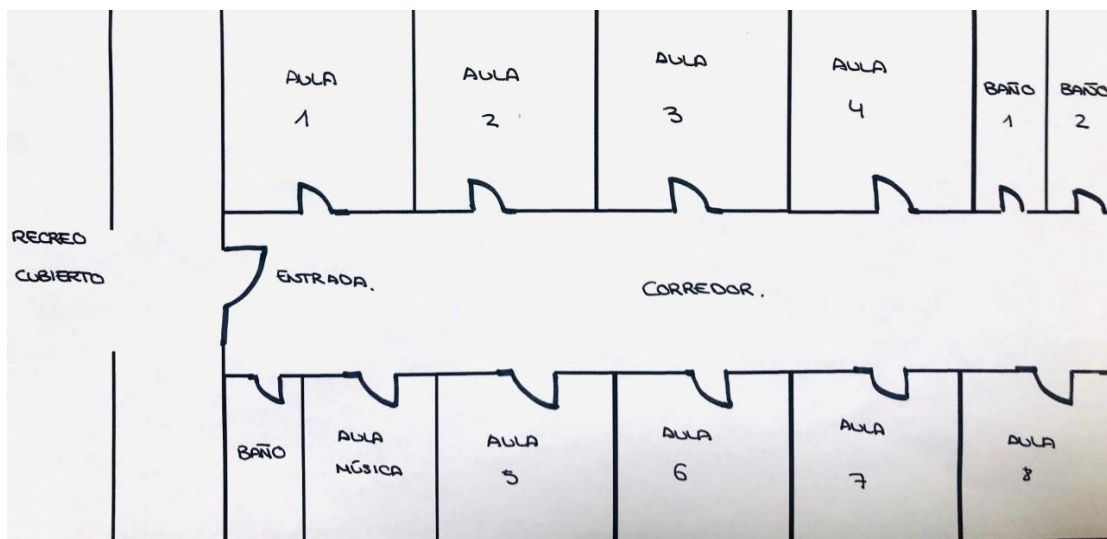 AULA
1
AULA
2
AULA
3
AULA
4
BAÑO
1
BAÑO
2
RECREO
CUBIERTO
ENTRADA.
CORREDOR.
BAÑO
AULA
MÚSICA
AULA
5
AULA
6
AULA
7
AULA
8